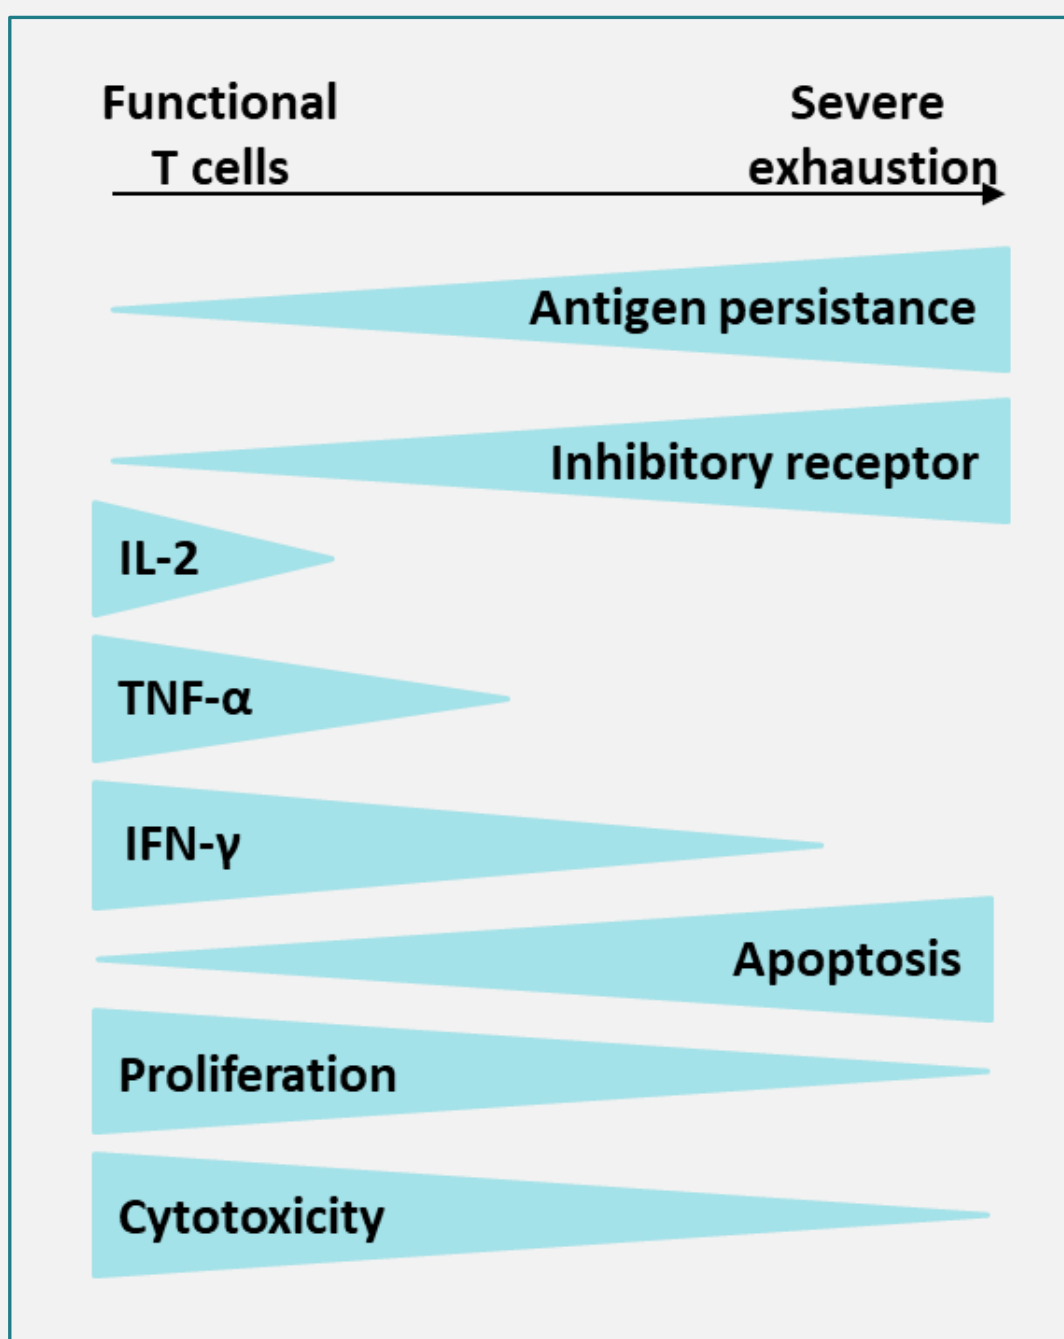 Functional
T cells
Severe
exhaustion
Antigen persistance
Inhibitory receptor
IL-2
TNF-α
IFN-γ
Apoptosis
Proliferation
Cytotoxicity